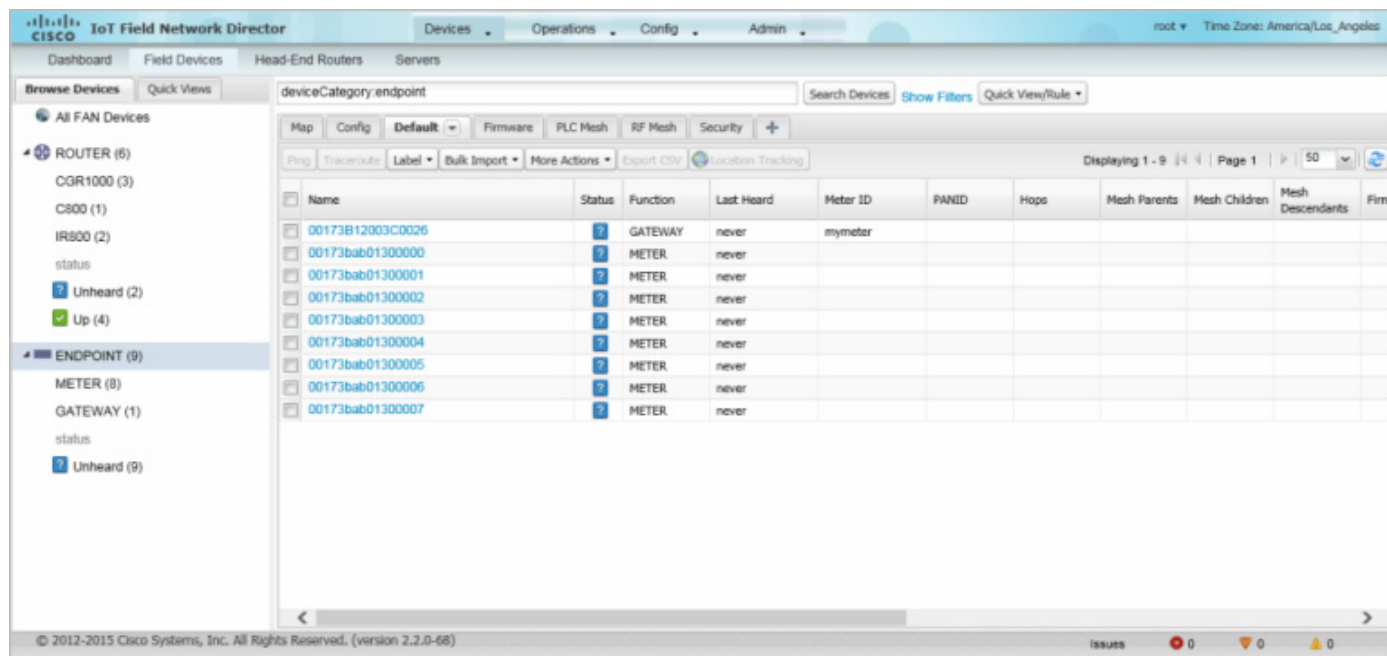 CISCO IoT Field Network Director Devices Operations Config Admin root Time Zone: America/Los_Angeles
Dashboard Field Devices Head-End Routers Servers
Browse Devices Quick Views
deviceCategory:endpoint Search Devices Show Filters Quick View/Rule
All FAN Devices
ROUTER (6)
CGR1000 (3)
C800 (1)
IR800 (2)
status
Unheard (2)
Up (4)
ENDPOINT (9)
METER (8)
GATEWAY (1)
status
Unheard (9)
Map Config Default Firmware PLC Mesh RF Mesh Security
Ping Traceroute Label Bulk Import More Actions Export CSV Location Tracking Displaying 1 - 9 Page 1 50
Name Status Function Last Heard Meter ID PANID Hops Mesh Parents Mesh Children Mesh Descendants Firm
00173B12003C0026 ? GATEWAY never mymeter
00173bab01300000 ? METER never
00173bab01300001 ? METER never
00173bab01300002 ? METER never
00173bab01300003 ? METER never
00173bab01300004 ? METER never
00173bab01300005 ? METER never
00173bab01300006 ? METER never
00173bab01300007 ? METER never
© 2012-2015 Cisco Systems, Inc. All Rights Reserved. (version 2.2.0-68) Issues 0 0 0